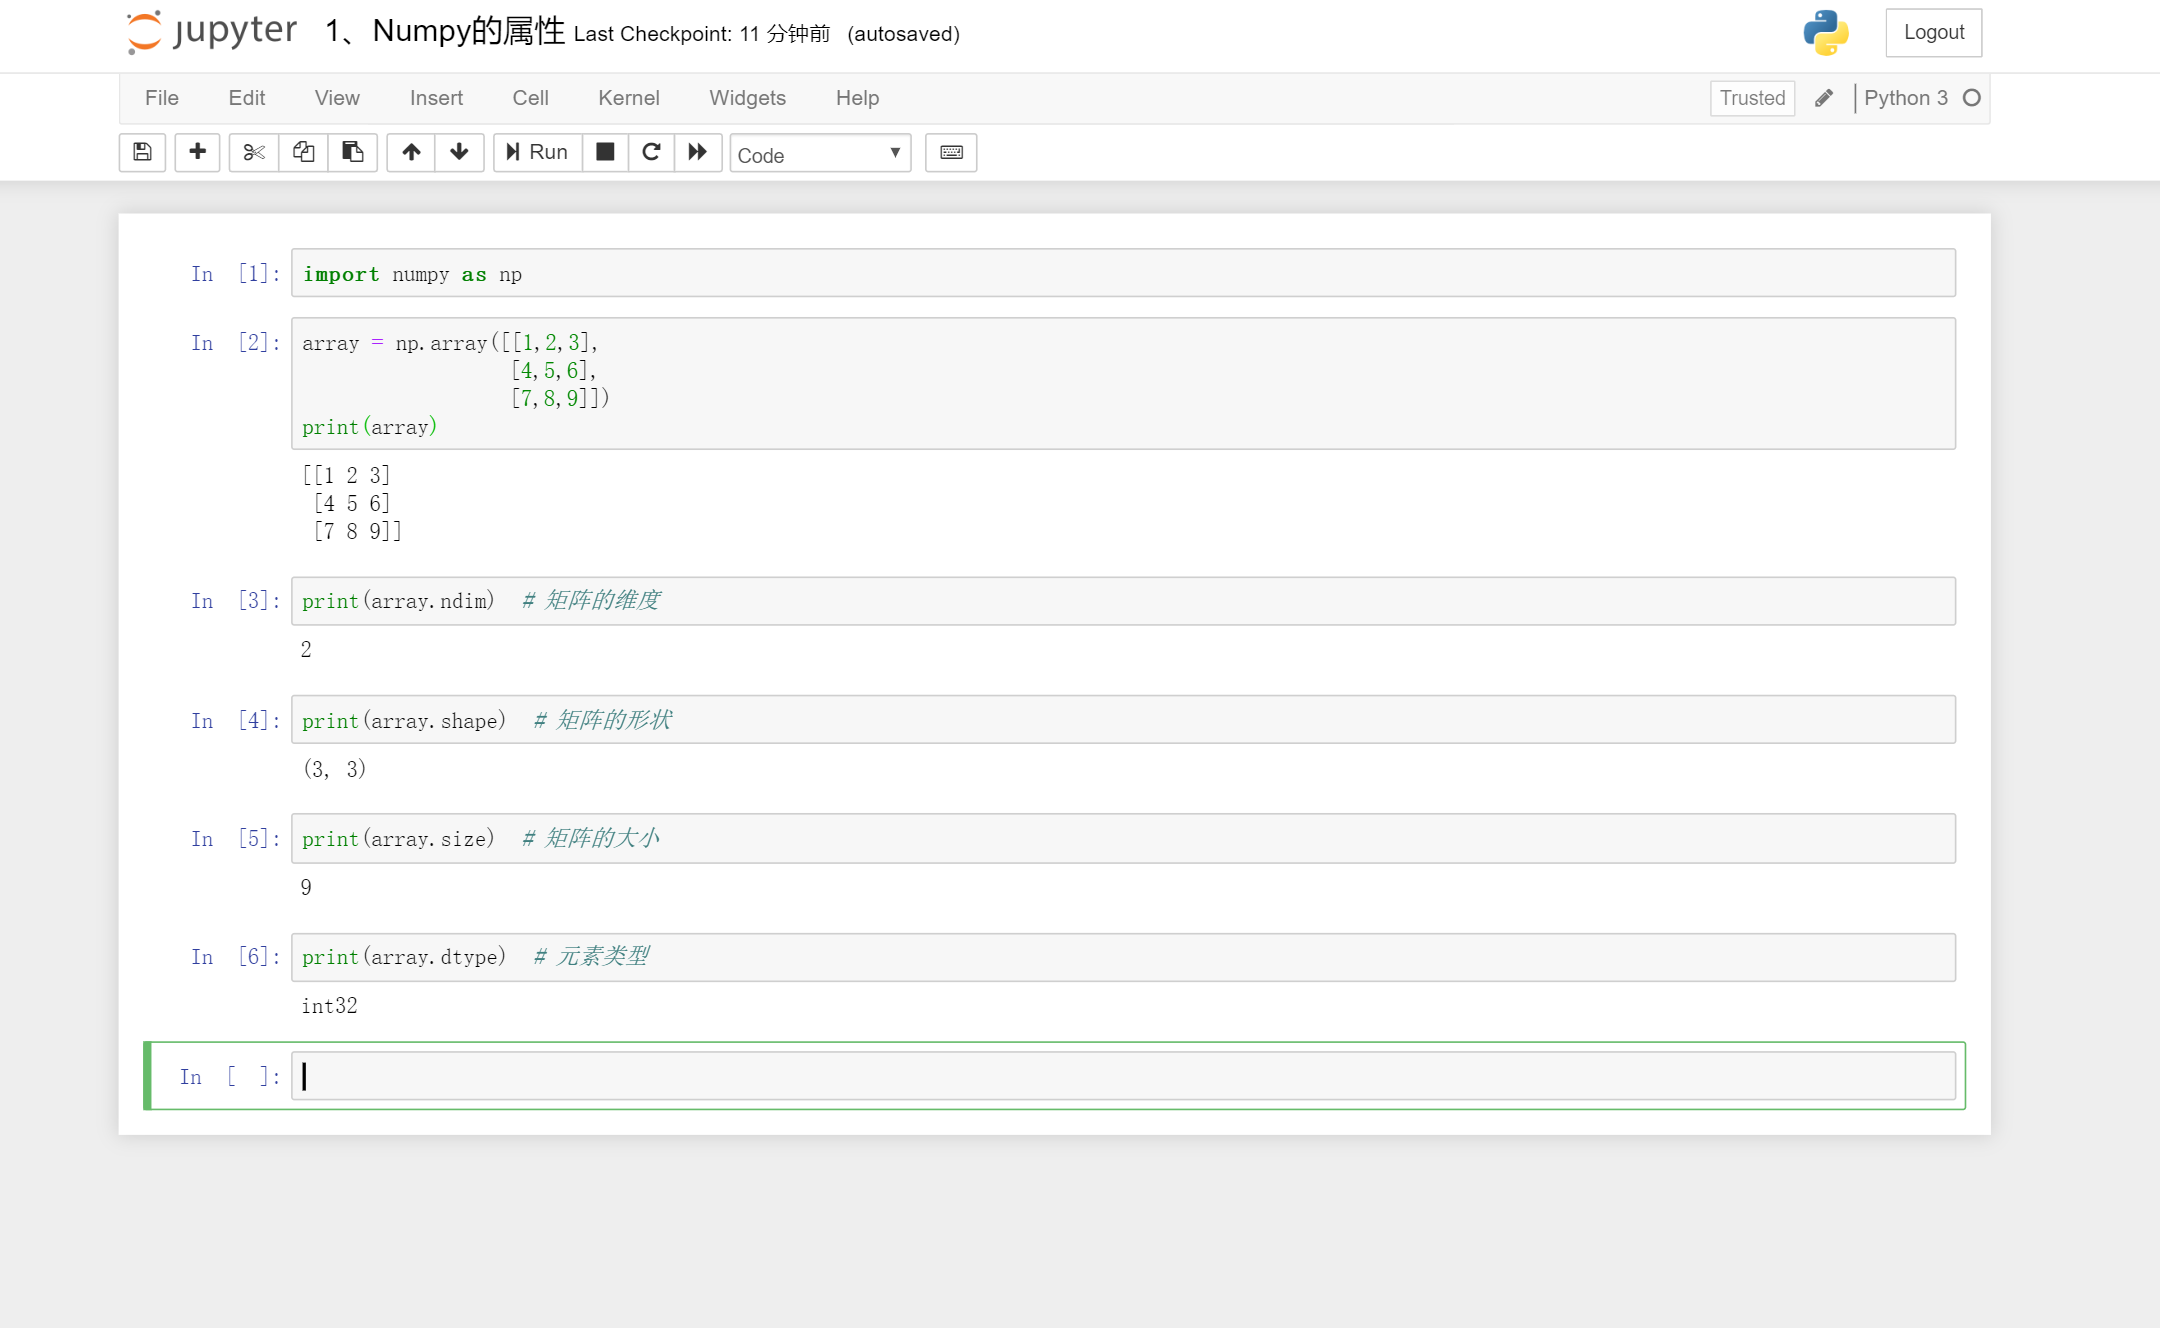 jupyter 1、Numpy的属性 Last Checkpoint: 11 分钟前 (autosaved)
Logout
File Edit View Insert Cell Kernel Widgets Help
Trusted Python 3
Run Code
In [1]: import numpy as np
In [2]: array = np.array([[1,2,3],
[4,5,6],
[7,8,9]])
print(array)
[[1 2 3]
[4 5 6]
[7 8 9]]
In [3]: print(array.ndim) # 矩阵的维度
2
In [4]: print(array.shape) # 矩阵的形状
(3, 3)
In [5]: print(array.size) # 矩阵的大小
9
In [6]: print(array.dtype) # 元素类型
int32
In [ ]: